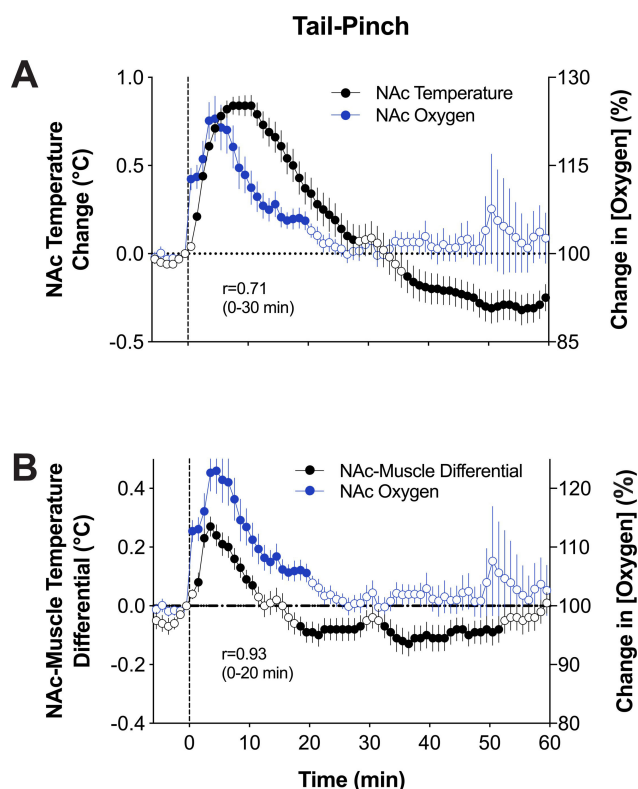 Tail-Pinch
A
NAc Temperature
Change (°C)
1.0
0.5
0.0
-0.5
NAc Temperature
NAc Oxygen
r=0.71
(0-30 min)
130
115
100
85
Change in [Oxygen] (%)
B
NAc-Muscle Temperature
Differential (°C)
0.4
0.2
0.0
-0.2
-0.4
NAc-Muscle Differential
NAc Oxygen
r=0.93
(0-20 min)
120
110
100
90
80
Change in [Oxygen] (%)
0 10 20 30 40 50 60
Time (min)